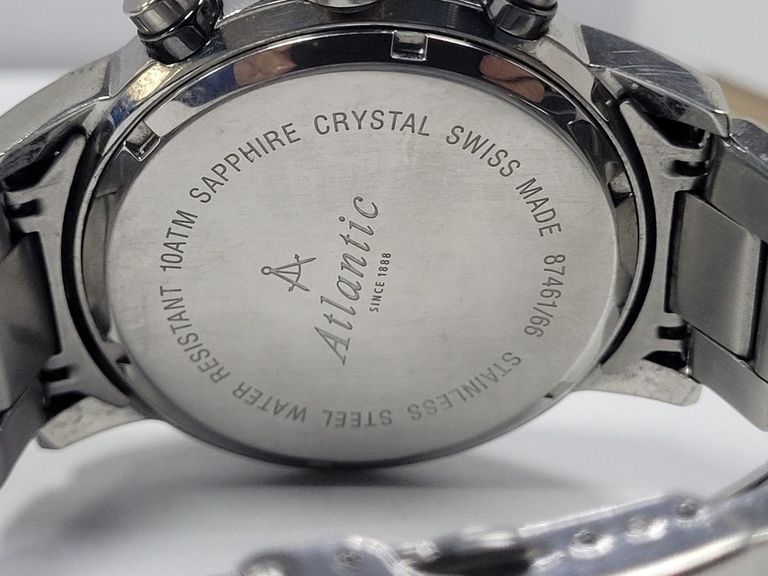 WATER RESISTANT 10ATM SAPPHIRE CRYSTAL SWISS MADE 87461/66 STAINLESS STEEL
Atlantic
SINCE 1888